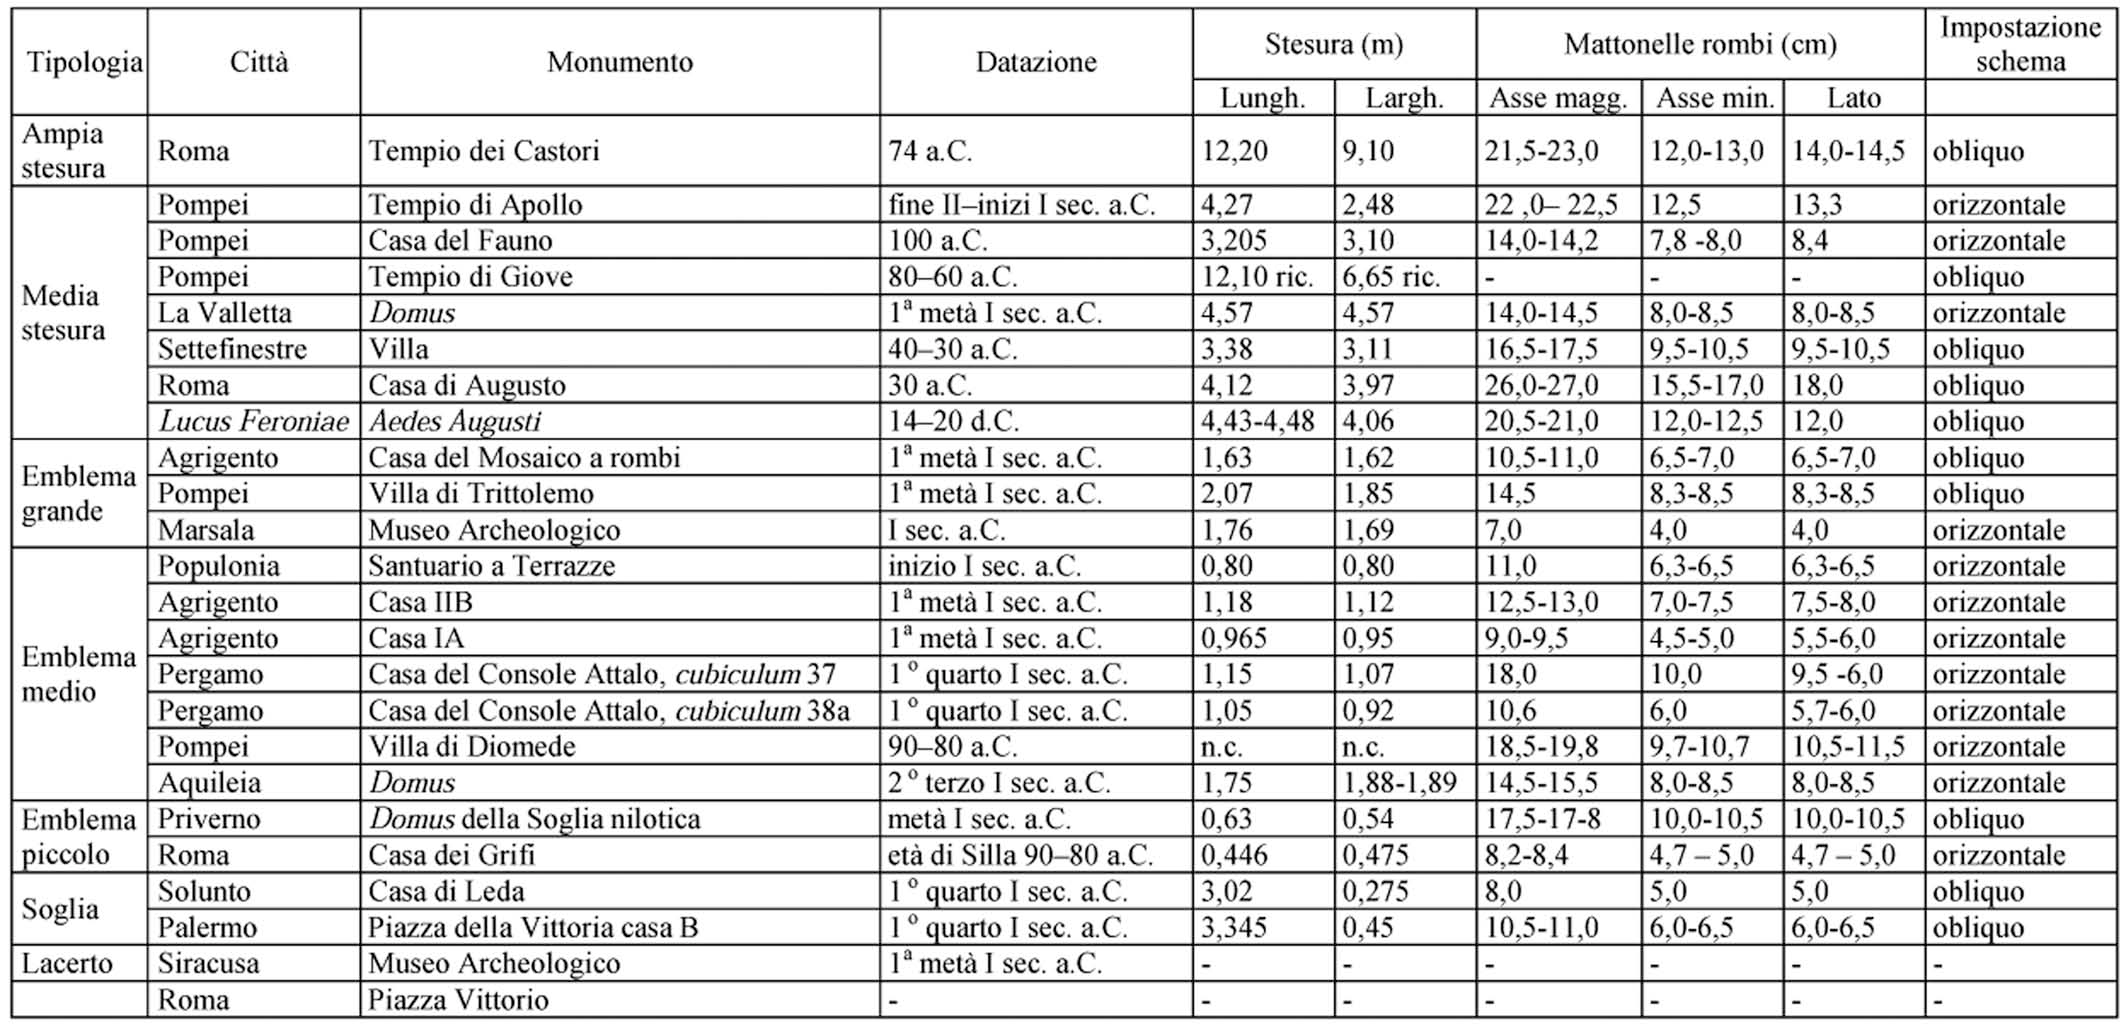 Tipologia Città Monumento Datazione Stesura (m) Mattonelle rombi (cm) Impostazione schema
Lungh. Largh. Asse magg. Asse min. Lato
Ampia stesura Roma Tempio dei Castori 74 a.C. 12,20 9,10 21,5-23,0 12,0-13,0 14,0-14,5 obliquo
Media stesura Pompei Tempio di Apollo fine II–inizi I sec. a.C. 4,27 2,48 22 ,0– 22,5 12,5 13,3 orizzontale
Pompei Casa del Fauno 100 a.C. 3,205 3,10 14,0-14,2 7,8 -8,0 8,4 orizzontale
Pompei Tempio di Giove 80–60 a.C. 12,10 ric. 6,65 ric. - - - obliquo
La Valletta Domus 1ª metà I sec. a.C. 4,57 4,57 14,0-14,5 8,0-8,5 8,0-8,5 orizzontale
Settefinestre Villa 40–30 a.C. 3,38 3,11 16,5-17,5 9,5-10,5 9,5-10,5 obliquo
Roma Casa di Augusto 30 a.C. 4,12 3,97 26,0-27,0 15,5-17,0 18,0 obliquo
Lucus Feroniae Aedes Augusti 14–20 d.C. 4,43-4,48 4,06 20,5-21,0 12,0-12,5 12,0 obliquo
Emblema grande Agrigento Casa del Mosaico a rombi 1ª metà I sec. a.C. 1,63 1,62 10,5-11,0 6,5-7,0 6,5-7,0 obliquo
Pompei Villa di Trittolemo 1ª metà I sec. a.C. 2,07 1,85 14,5 8,3-8,5 8,3-8,5 obliquo
Marsala Museo Archeologico I sec. a.C. 1,76 1,69 7,0 4,0 4,0 orizzontale
Emblema medio Populonia Santuario a Terrazze inizio I sec. a.C. 0,80 0,80 11,0 6,3-6,5 6,3-6,5 orizzontale
Agrigento Casa IIB 1ª metà I sec. a.C. 1,18 1,12 12,5-13,0 7,0-7,5 7,5-8,0 orizzontale
Agrigento Casa IA 1ª metà I sec. a.C. 0,965 0,95 9,0-9,5 4,5-5,0 5,5-6,0 orizzontale
Pergamo Casa del Console Attalo, cubiculum 37 1º quarto I sec. a.C. 1,15 1,07 18,0 10,0 9,5 -6,0 orizzontale
Pergamo Casa del Console Attalo, cubiculum 38a 1º quarto I sec. a.C. 1,05 0,92 10,6 6,0 5,7-6,0 orizzontale
Pompei Villa di Diomede 90–80 a.C. n.c. n.c. 18,5-19,8 9,7-10,7 10,5-11,5 orizzontale
Aquileia Domus 2º terzo I sec. a.C. 1,75 1,88-1,89 14,5-15,5 8,0-8,5 8,0-8,5 orizzontale
Emblema piccolo Priverno Domus della Soglia nilotica metà I sec. a.C. 0,63 0,54 17,5-17-8 10,0-10,5 10,0-10,5 obliquo
Roma Casa dei Grifi età di Silla 90–80 a.C. 0,446 0,475 8,2-8,4 4,7 – 5,0 4,7 – 5,0 orizzontale
Soglia Solunto Casa di Leda 1º quarto I sec. a.C. 3,02 0,275 8,0 5,0 5,0 obliquo
Palermo Piazza della Vittoria casa B 1º quarto I sec. a.C. 3,345 0,45 10,5-11,0 6,0-6,5 6,0-6,5 obliquo
Lacerto Siracusa Museo Archeologico 1ª metà I sec. a.C. - - - - - -
Roma Piazza Vittorio - - - - - - -